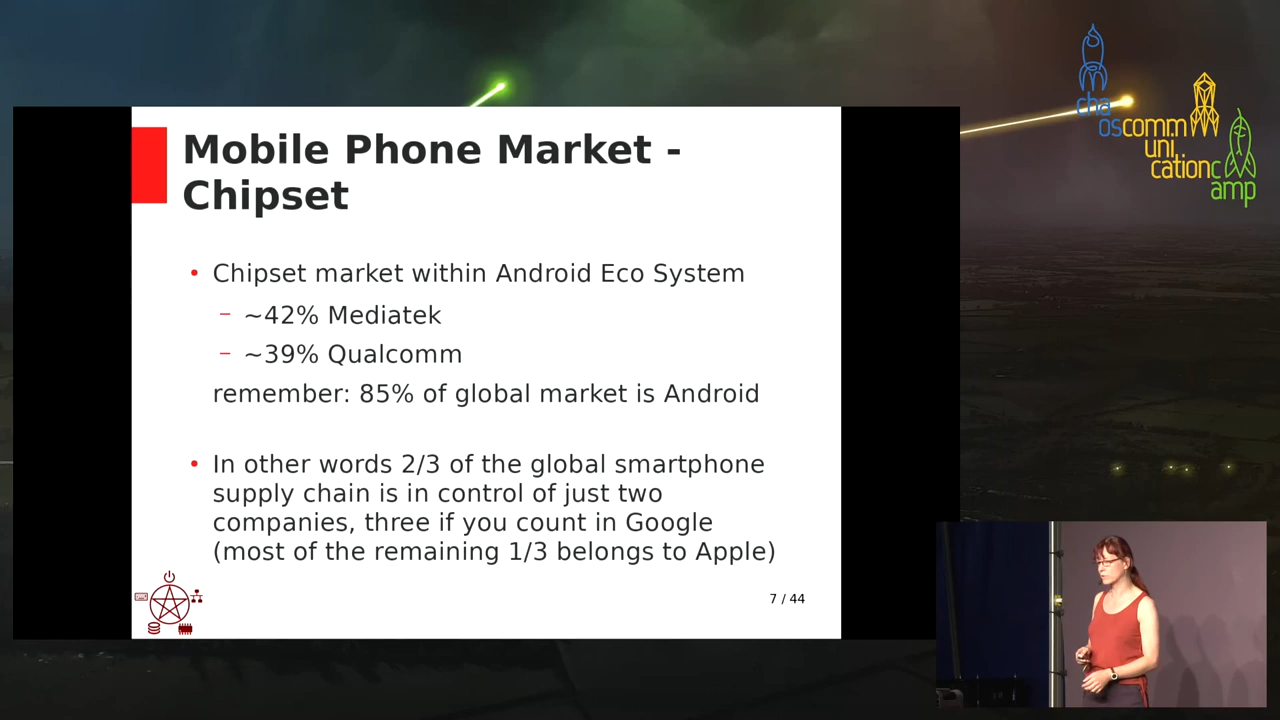 Mobile Phone Market -
Chipset
• Chipset market within Android Eco System
– ~42% Mediatek
– ~39% Qualcomm
remember: 85% of global market is Android
• In other words 2/3 of the global smartphone
supply chain is in control of just two
companies, three if you count in Google
(most of the remaining 1/3 belongs to Apple)
7 / 44
cha
oscomm
uni
cationc
amp